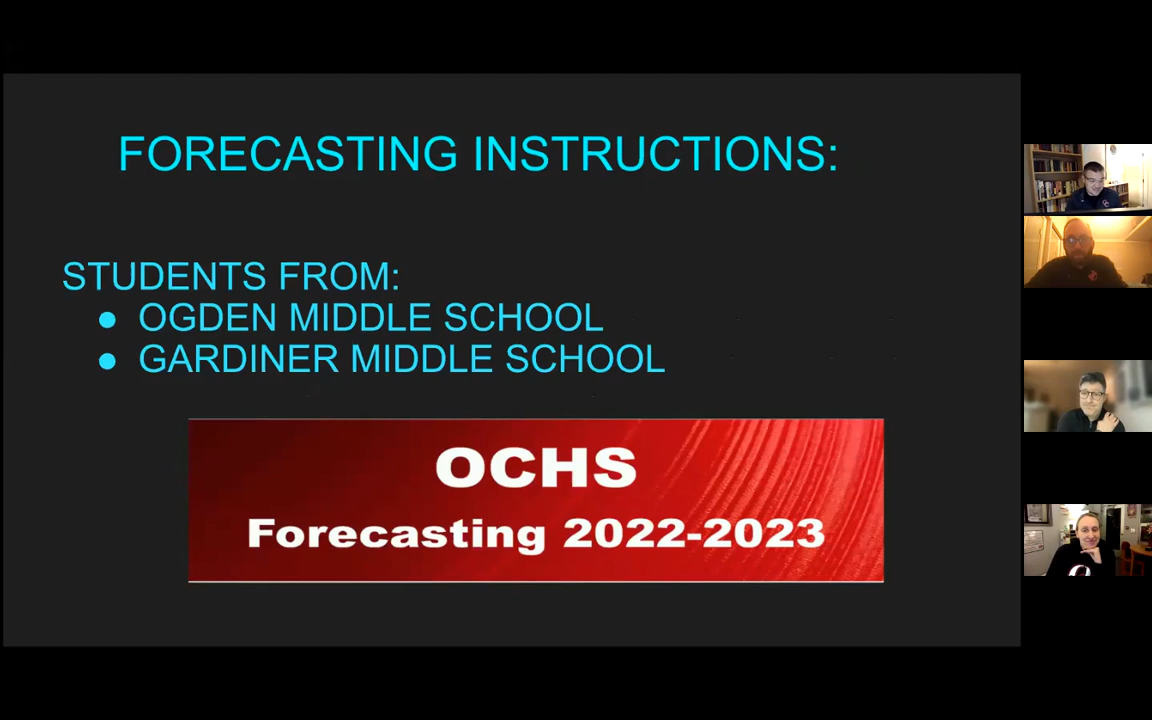 FORECASTING INSTRUCTIONS:
STUDENTS FROM:
● OGDEN MIDDLE SCHOOL
● GARDINER MIDDLE SCHOOL
OCHS
Forecasting 2022-2023